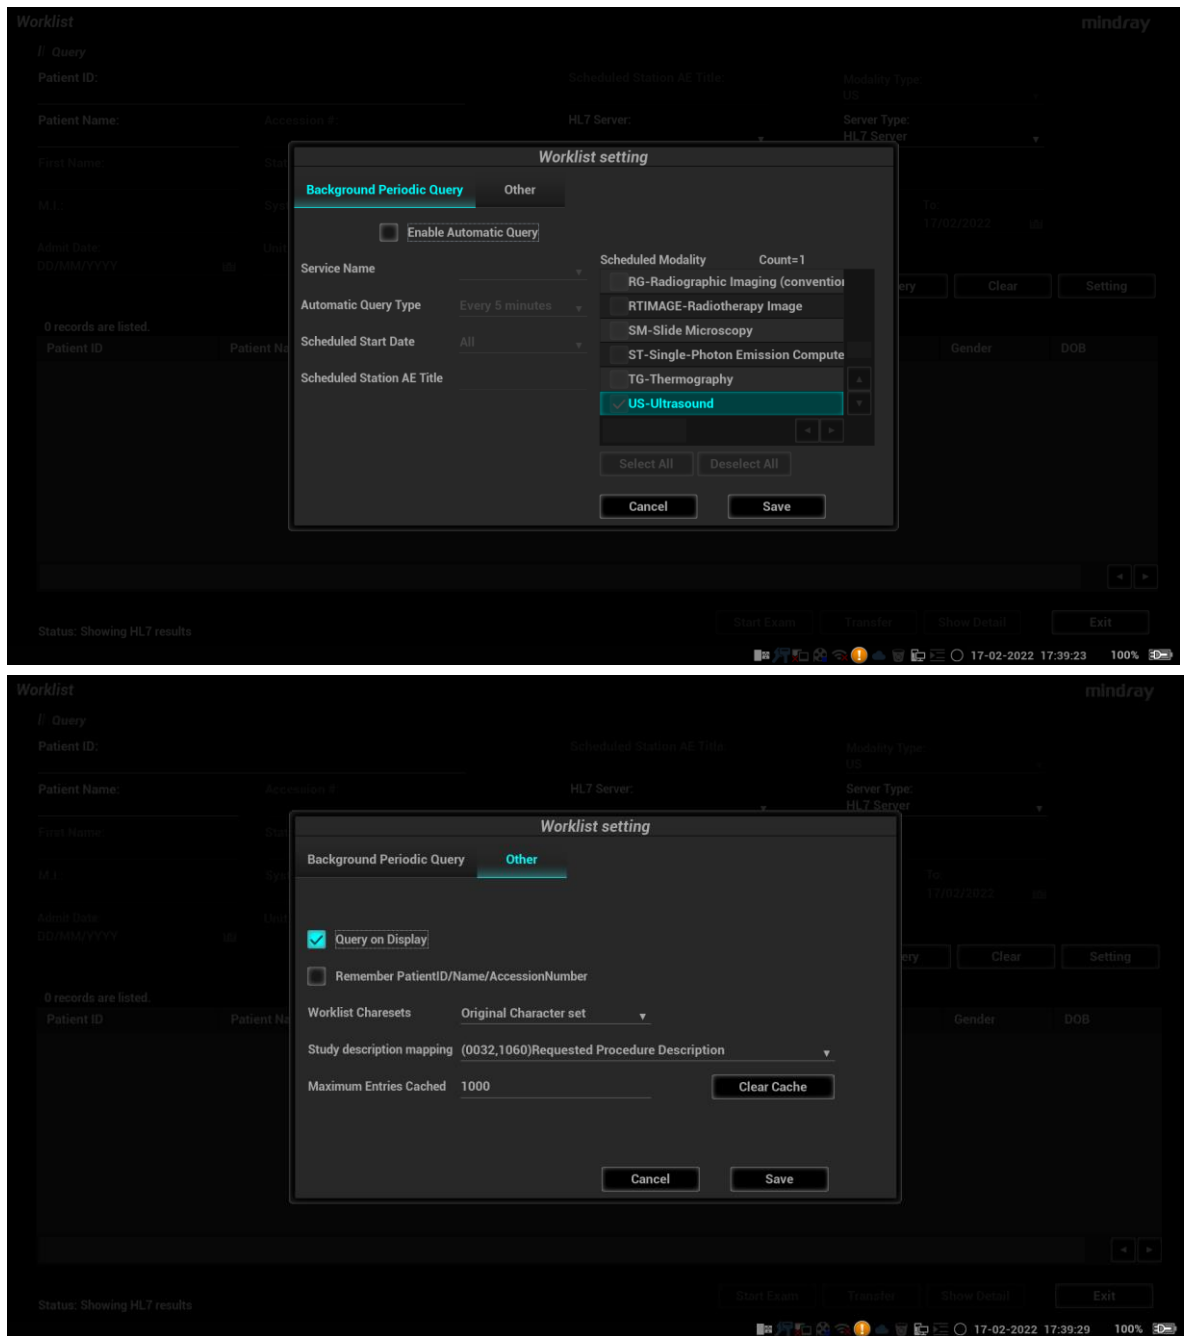 Worklist
mindray
Query
Patient ID:
Scheduled Station AE Title:
Modality Type:
US
Patient Name:
Accession #:
HL7 Server:
Server Type:
HL7 Server
First Name:
Worklist setting
Background Periodic Query
Other
M.I.:
To:
17/02/2022
Enable Automatic Query
Admit Date:
DD/MM/YYYY
Service Name
Scheduled Modality
Count=1
RG-Radiographic Imaging (convention
Clear
Setting
Automatic Query Type
Every 5 minutes
RTIMAGE-Radiotherapy Image
0 records are listed.
SM-Slide Microscopy
Scheduled Start Date
All
Patient ID
Patient Na
ST-Single-Photon Emission Compute
Gender
DOB
Scheduled Station AE Title
TG-Thermography
US-Ultrasound
Select All
Deselect All
Cancel
Save
Start Exam
Transfer
Show Detail
Exit
Status: Showing HL7 results
17-02-2022 17:39:23
100%
Worklist
mindray
Query
Patient ID:
Scheduled Station AE Title:
Modality Type:
US
Patient Name:
Accession #:
HL7 Server:
Server Type:
HL7 Server
First Name:
Worklist setting
Background Periodic Query
Other
M.I.:
To:
17/02/2022
Admit Date:
DD/MM/YYYY
Query on Display
Clear
Setting
Remember PatientID/Name/AccessionNumber
0 records are listed.
Worklist Charesets
Original Character set
Patient ID
Patient Na
Gender
DOB
Study description mapping
(0032,1060)Requested Procedure Description
Maximum Entries Cached
1000
Clear Cache
Cancel
Save
Start Exam
Transfer
Show Detail
Exit
Status: Showing HL7 results
17-02-2022 17:39:29
100%